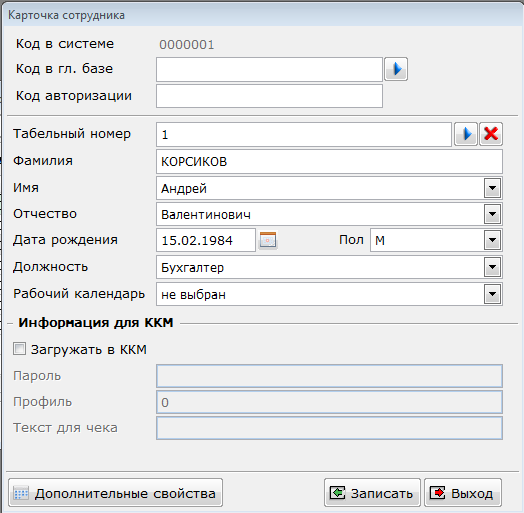 Карточка сотрудника
Код в системе 0000001
Код в гл. базе
Код авторизации
Табельный номер 1
Фамилия КОРСИКОВ
Имя Андрей
Отчество Валентинович
Дата рождения 15.02.1984 Пол М
Должность Бухгалтер
Рабочий календарь не выбран
Информация для ККМ
Загружать в ККМ
Пароль
Профиль 0
Текст для чека
Дополнительные свойства Записать Выход